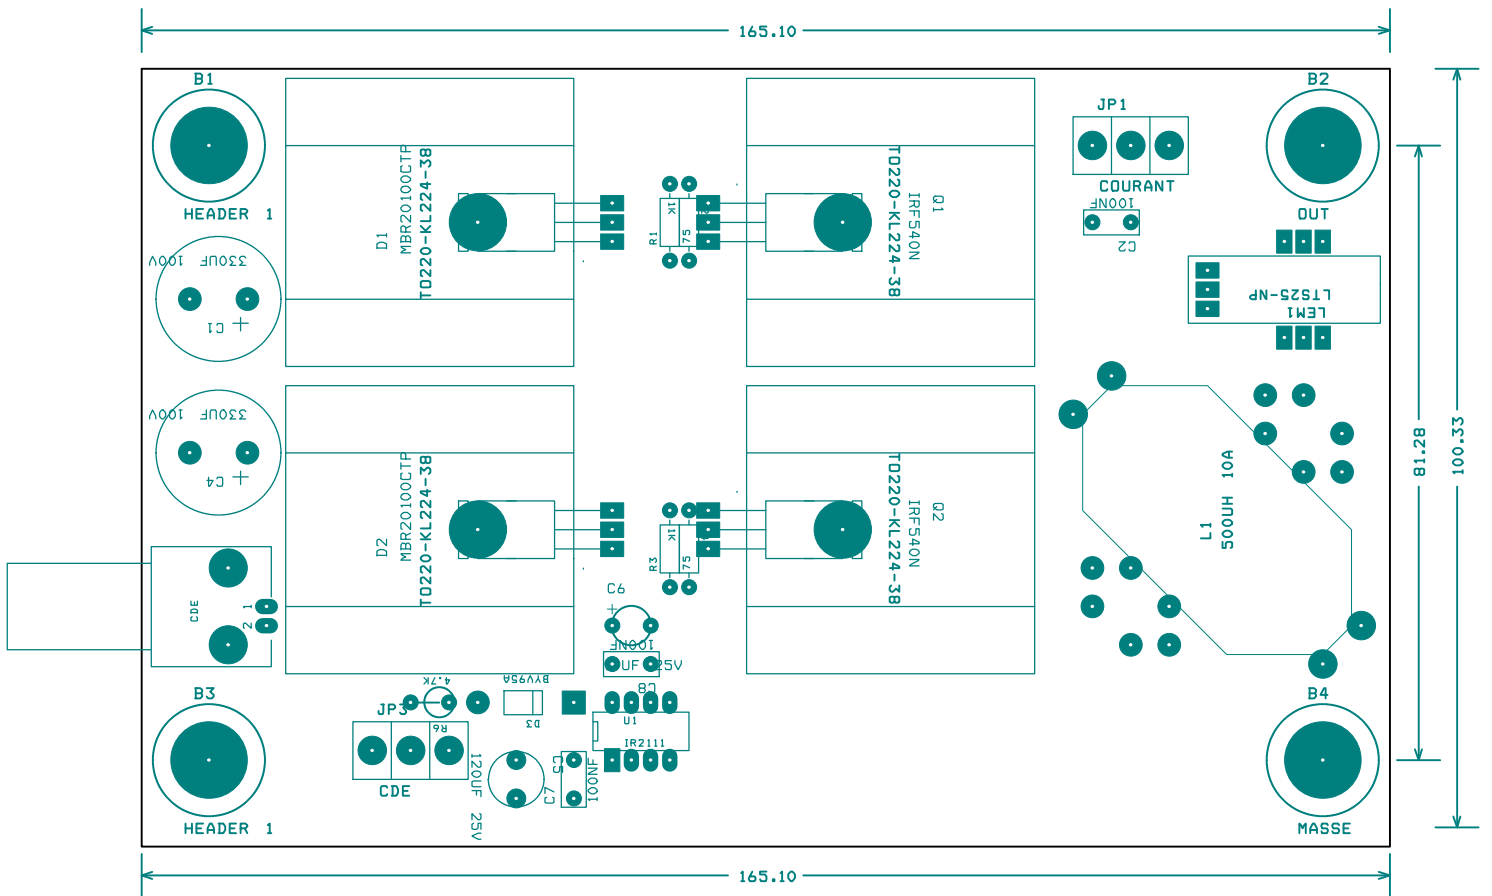 165.10
B1
B2
JP1
HEADER 1
COURANT
OUT
100NF
C2
D1
MBR20100CTP
TO220-KL224-38
1K
R1
75
TO220-KL224-38
IRF540N
Q1
330UF 100V
C1
LTS25-NP
LEM1
330UF 100V
C4
D2
MBR20100CTP
TO220-KL224-38
1K
R3
75
TO220-KL224-38
IRF540N
Q2
L1
500UH 10A
81.28
100.33
CDE
1
2
C6
+
100NF
25V
C8
4.7K
BYV95A
B3
JP3
R6
D3
U1
IR2111
B4
120UF 25V
C7
C5
100NF
CDE
HEADER 1
MASSE
165.10